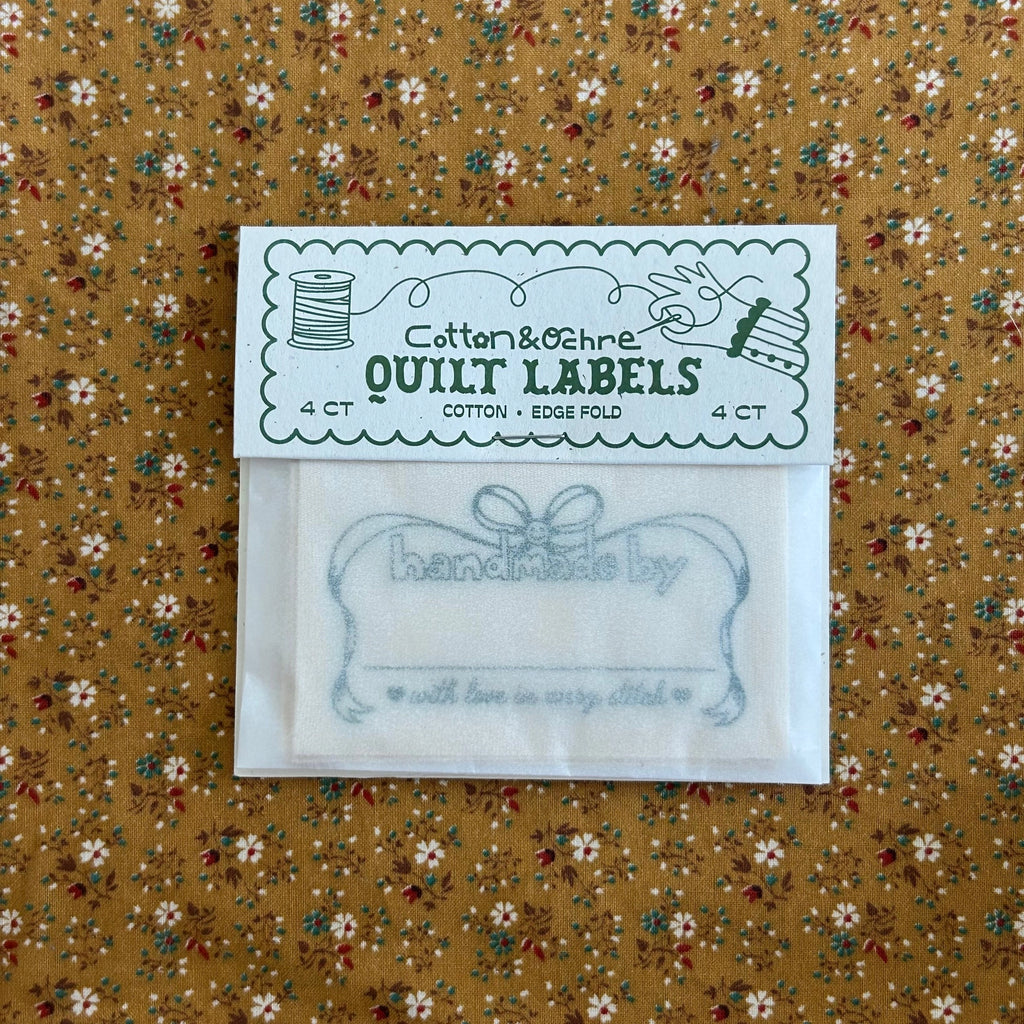 Cotton & Ochre
QUILT LABELS
4 CT COTTON • EDGE FOLD 4 CT
handmade by
♥ with love in every stitch ♥